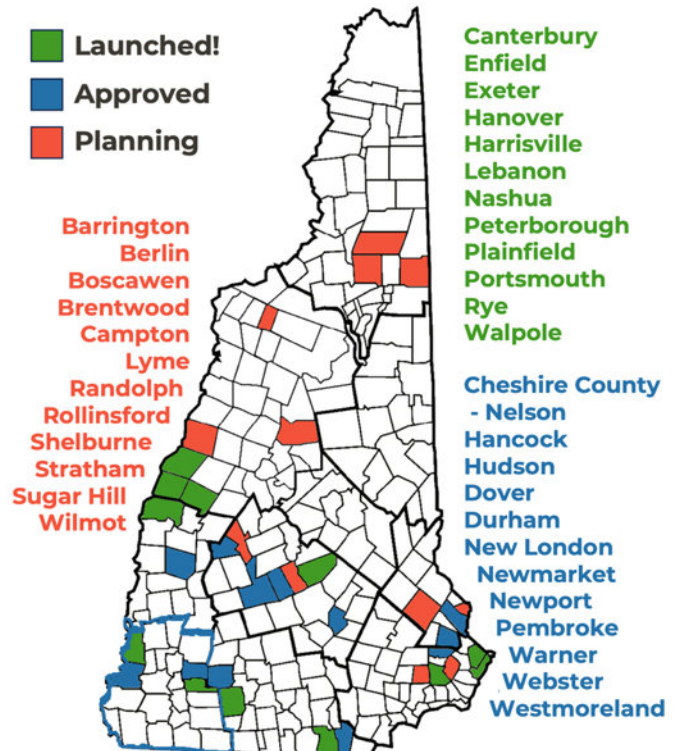 Launched!
Approved
Planning
Barrington
Berlin
Boscawen
Brentwood
Campton
Lyme
Randolph
Rollinsford
Shelburne
Stratham
Sugar Hill
Wilmot
Canterbury
Enfield
Exeter
Hanover
Harrisville
Lebanon
Nashua
Peterborough
Plainfield
Portsmouth
Rye
Walpole
Cheshire County
- Nelson
Hancock
Hudson
Dover
Durham
New London
Newmarket
Newport
Pembroke
Warner
Webster
Westmoreland